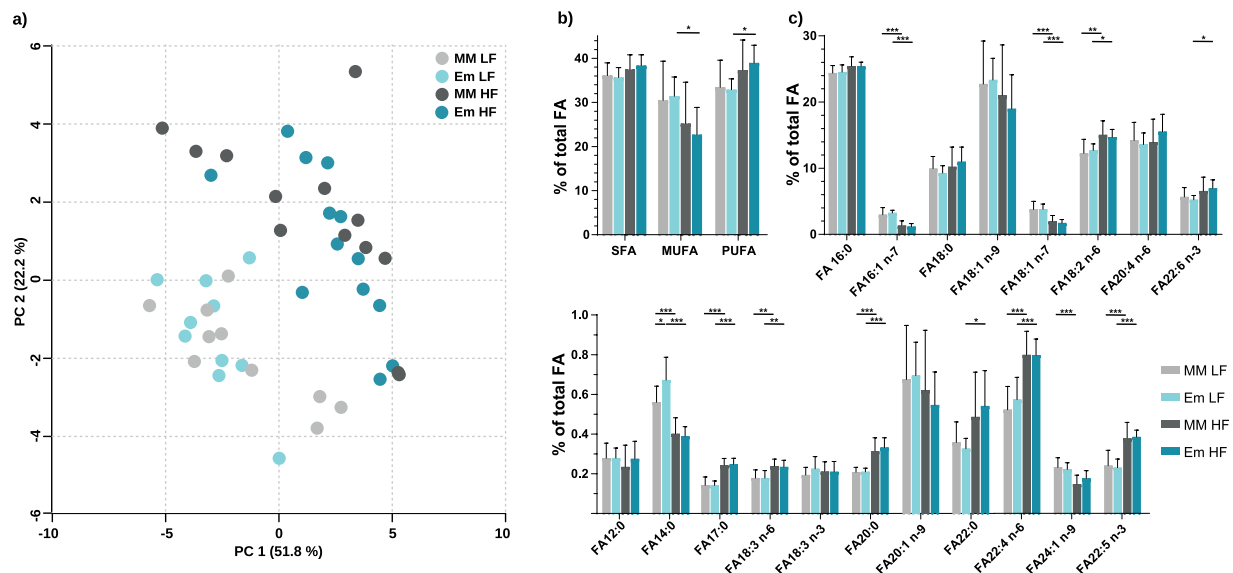 a)
6
4
2
0
-2
-4
-6
-10
-5
0
5
10
PC 2 (22.2 %)
PC 1 (51.8 %)
MM LF
Em LF
MM HF
Em HF
b)
% of total FA
40
30
20
10
0
*
*
SFA
MUFA
PUFA
c)
% of total FA
30
20
10
0
***
***
***
***
**
*
*
FA 16:0
FA16:1 n-7
FA18:0
FA18:1 n-9
FA18:1 n-7
FA18:2 n-6
FA20:4 n-6
FA22:6 n-3
% of total FA
1.0
0.8
0.6
0.4
0.2
***
* ***
***
***
**
**
***
***
*
***
***
***
***
***
FA12:0
FA14:0
FA17:0
FA18:3 n-6
FA18:3 n-3
FA20:0
FA20:1 n-9
FA22:0
FA22:4 n-6
FA24:1 n-9
FA22:5 n-3
MM LF
Em LF
MM HF
Em HF